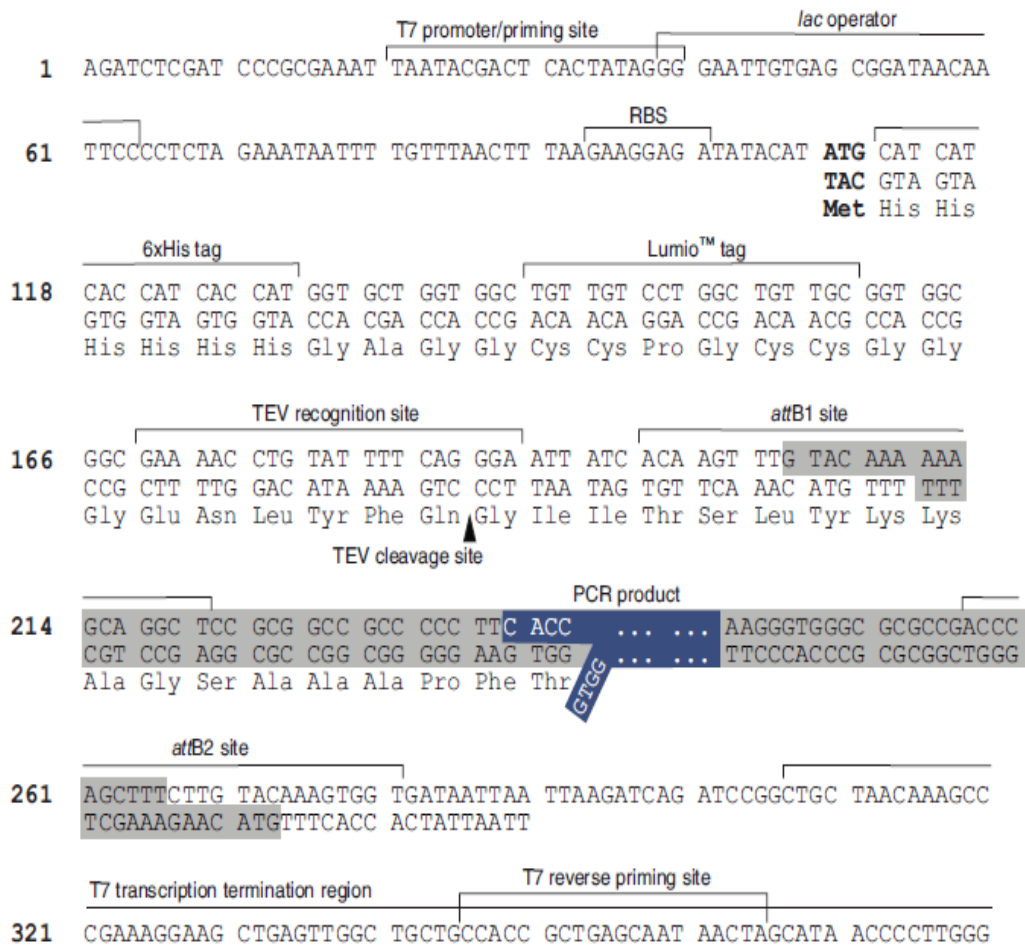 T7 promoter/priming site lac operator
1 AGATCTCGAT CCCGCGAAAT TAATACGACT CACTATAGGG GAATTGTGAG CGGATAACAA
RBS
61 TTCCCCTCTA GAAATAATTT TGTTTAACTT TAAGAAGGAGA TATACAT ATG CAT CAT
TAC GTA GTA
Met His His
6xHis tag Lumio™ tag
118 CAC CAT CAC CAT GGT GCT GGT GGC TGT TGT CCT GGC TGT TGC GGT GGC
GTG GTA GTG GTA CCA CGA CCA CCG ACA ACA GGA CCG ACA ACG CCA CCG
His His His His Gly Ala Gly Gly Cys Cys Pro Gly Cys Cys Gly Gly
TEV recognition site attB1 site
166 GGC GAA AAC CTG TAT TTT CAG GGA ATT ATC ACA AGT TTG TAC AAA AAA
CCG CTT TTG GAC ATA AAA GTC CCT TAA TAG TGT TCA AAC ATG TTT TTT
Gly Glu Asn Leu Tyr Phe Gln Gly Ile Ile Thr Ser Leu Tyr Lys Lys
TEV cleavage site
PCR product
214 GCA GGC TCC GCG GCC GCC CCC TTC ACC ... ... AAGGGTGGGC GCGCCGACCC
CGT CCG AGG CGC CGG CGG GGG AAG TGG ... ... TTCCCACCCG CGCGGCTGGG
Ala Gly Ser Ala Ala Ala Pro Phe Thr
GTGG
attB2 site
261 AGCTTTCTTG TACAAAGTGG TGATAATTAA TTAAGATCAG ATCCGGCTGC TAACAAAGCC
TCGAAAGAAC ATGTTTCACC ACTATTAATT
T7 transcription termination region T7 reverse priming site
321 CGAAAGGAAG CTGAGTTGGC TGCTGCCACC GCTGAGCAAT AACTAGCATA ACCCCTTGGG